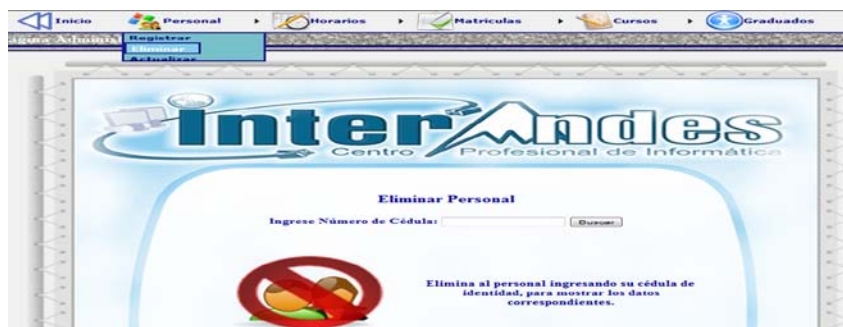 Inicio Personal Horarios Matriculas Cursos Graduados
Registrar
Eliminar
Actualizar
InterAndes
Centro Profesional de Informática
Eliminar Personal
Ingrese Número de Cédula: Buscar
Elimina al personal ingresando su cédula de
identidad, para mostrar los datos
correspondientes.